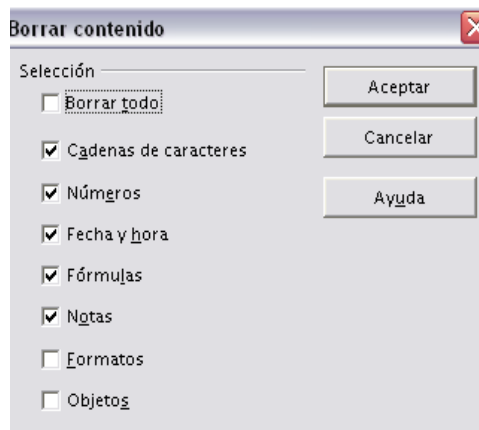 Borrar contenido
Selección
Borrar todo
Cadenas de caracteres
Números
Fecha y hora
Fórmulas
Notas
Formatos
Objetos
Aceptar
Cancelar
Ayuda